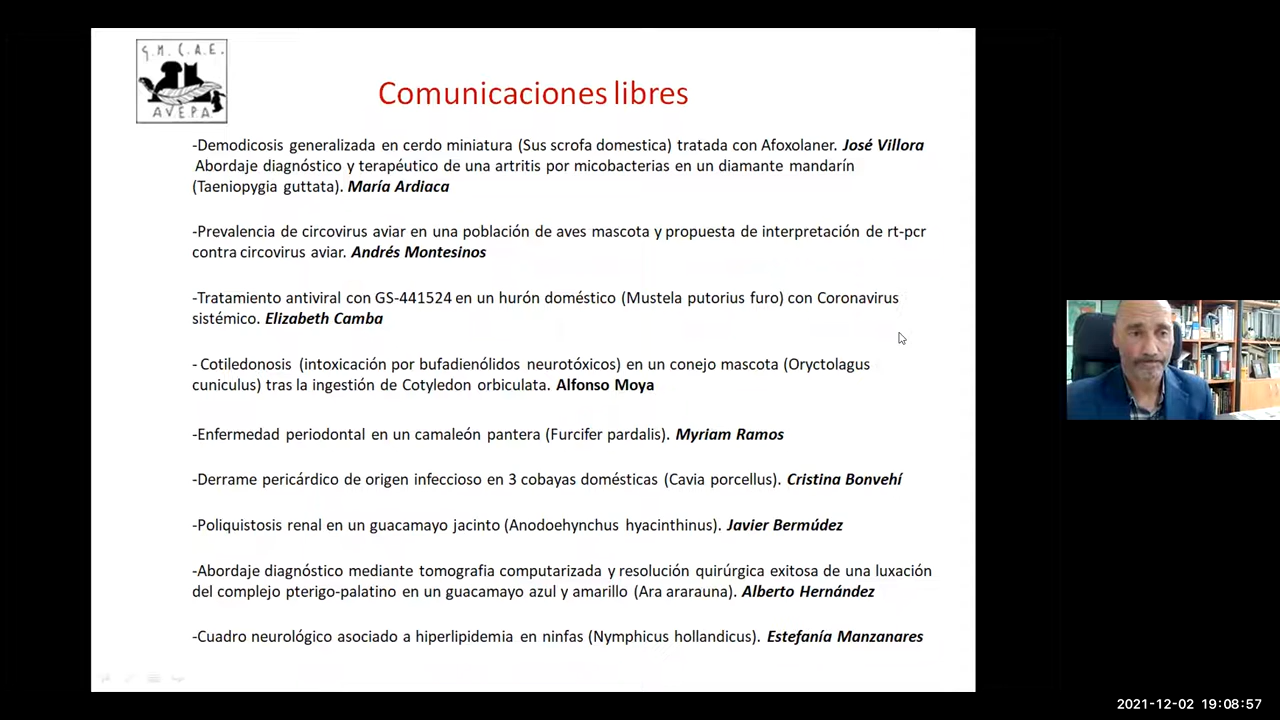 G.M.C.A.E.
A.V.E.P.A.
Comunicaciones libres
-Demodicosis generalizada en cerdo miniatura (Sus scrofa domestica) tratada con Afoxolaner. José Villora
Abordaje diagnóstico y terapéutico de una artritis por micobacterias en un diamante mandarín
(Taeniopygia guttata). María Ardiaca
-Prevalencia de circovirus aviar en una población de aves mascota y propuesta de interpretación de rt-pcr
contra circovirus aviar. Andrés Montesinos
-Tratamiento antiviral con GS-441524 en un hurón doméstico (Mustela putorius furo) con Coronavirus
sistémico. Elizabeth Camba
- Cotiledonosis (intoxicación por bufadienólidos neurotóxicos) en un conejo mascota (Oryctolagus
cuniculus) tras la ingestión de Cotyledon orbiculata. Alfonso Moya
-Enfermedad periodontal en un camaleón pantera (Furcifer pardalis). Myriam Ramos
-Derrame pericárdico de origen infeccioso en 3 cobayas domésticas (Cavia porcellus). Cristina Bonvehí
-Poliquistosis renal en un guacamayo jacinto (Anodoehynchus hyacinthinus). Javier Bermúdez
-Abordaje diagnóstico mediante tomografia computarizada y resolución quirúrgica exitosa de una luxación
del complejo pterigo-palatino en un guacamayo azul y amarillo (Ara ararauna). Alberto Hernández
-Cuadro neurológico asociado a hiperlipidemia en ninfas (Nymphicus hollandicus). Estefanía Manzanares
2021-12-02 19:08:57